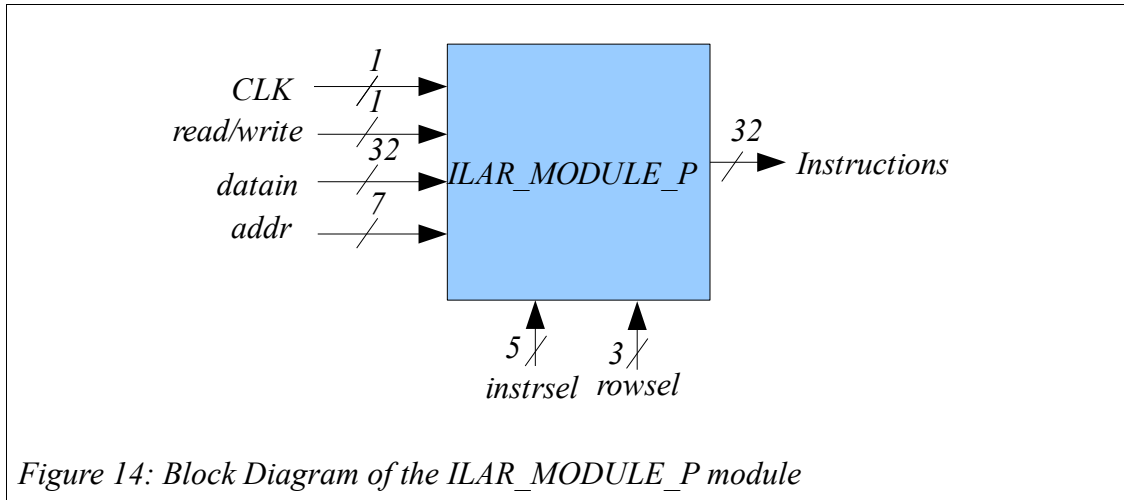 1
CLK
1
read/write
32
datain
7
addr
ILAR_MODULE_P
32
Instructions
5
instrsel
3
rowsel
Figure 14: Block Diagram of the ILAR_MODULE_P module